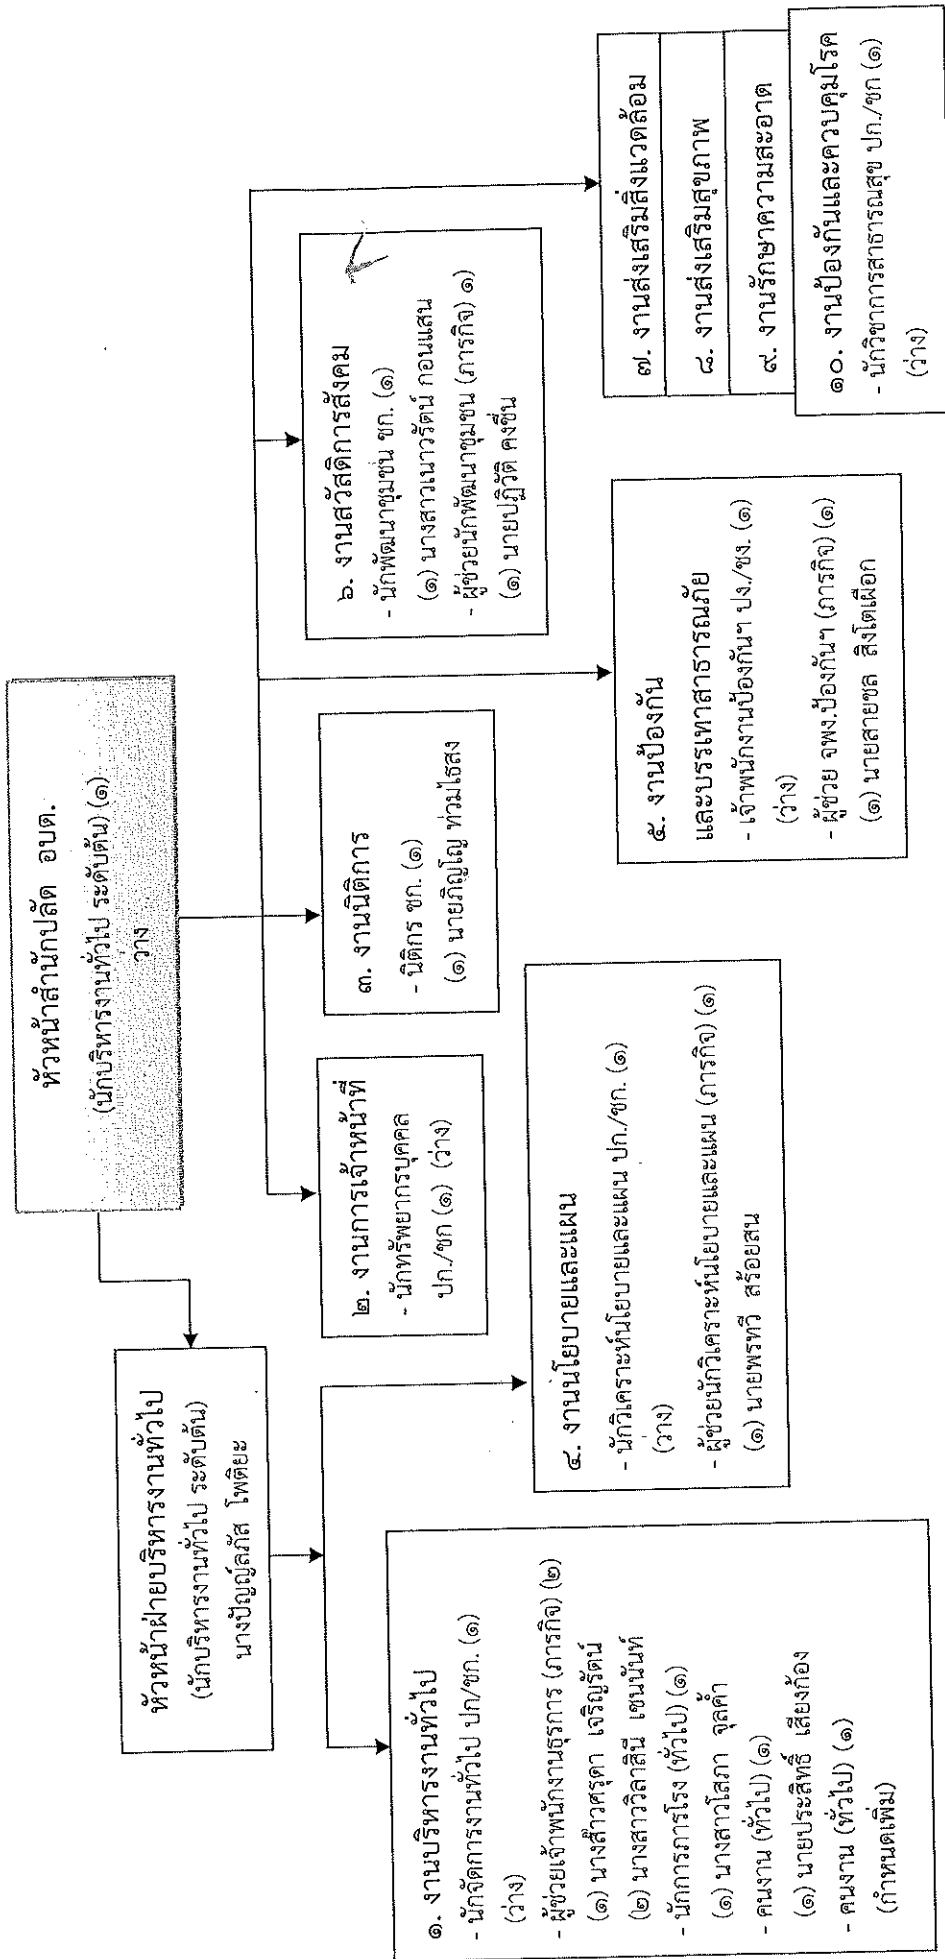 หัวหน้าสำนักปลัด อบต.
(นักบริหารงานทั่วไป ระดับต้น) (๑)
ว่าง
หัวหน้าฝ่ายบริหารงานทั่วไป
(นักบริหารงานทั่วไป ระดับต้น)
นางปัญญ์ลภัส โพติยะ
๑. งานบริหารงานทั่วไป
- นักจัดการงานทั่วไป ปก/ชก. (๑)
(ว่าง)
- ผู้ช่วยเจ้าพนักงานธุรการ (ภารกิจ) (๒)
(๑) นางสาวศรุดา เจริญรัตน์
(๒) นางสาววิลาสินี เชนนันท์
- นักการภารโรง (ทั่วไป) (๑)
(๑) นางสาวโสภา จุลคำ
- คนงาน (ทั่วไป) (๑)
(๑) นายประสิทธิ์ เสียงก้อง
- คนงาน (ทั่วไป) (๑)
(กำหนดเพิ่ม)
๒. งานการเจ้าหน้าที่
- นักทรัพยากรบุคคล
ปก./ชก (๑) (ว่าง)
๓. งานนิติการ
- นิติกร ชก. (๑)
(๑) นายภิญโญ ท่วมไธสง
๔. งานนโยบายและแผน
- นักวิเคราะห์นโยบายและแผน ปก./ชก. (๑)
(ว่าง)
- ผู้ช่วยนักวิเคราะห์นโยบายและแผน (ภารกิจ) (๑)
(๑) นายพรทวี สร้อยสน
๕. งานป้องกัน
และบรรเทาสาธารณภัย
- เจ้าพนักงานป้องกันฯ ปง./ชง. (๑)
(ว่าง)
- ผู้ช่วย จพง.ป้องกันฯ (ภารกิจ) (๑)
(๑) นายสายชล สิงโตเผือก
๖. งานสวัสดิการสังคม
- นักพัฒนาชุมชน ชก. (๑)
(๑) นางสาวเนาวรัตน์ กอนแสน
- ผู้ช่วยนักพัฒนาชุมชน (ภารกิจ) ๑)
(๑) นายปฏิวัติ คงชื่น
๗. งานส่งเสริมสิ่งแวดล้อม
๘. งานส่งเสริมสุขภาพ
๙. งานรักษาความสะอาด
๑๐. งานป้องกันและควบคุมโรค
- นักวิชาการสาธารณสุข ปก./ชก (๑)
(ว่าง)